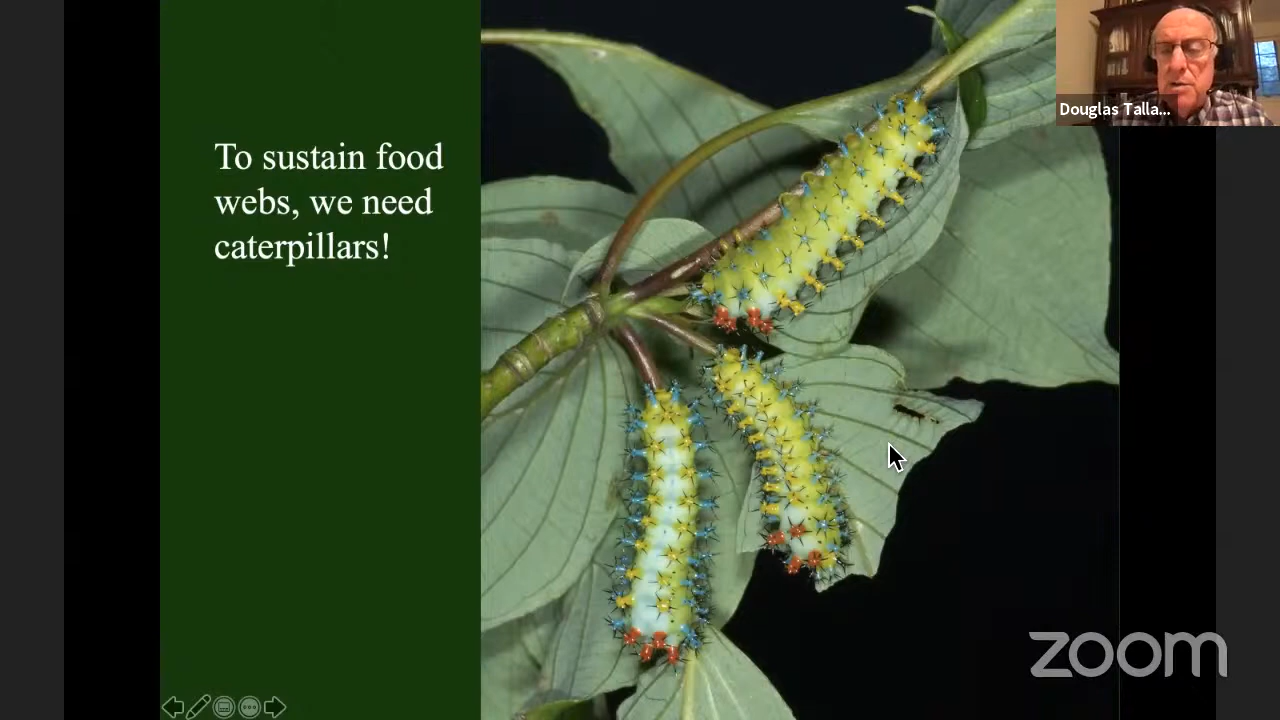 To sustain food
webs, we need
caterpillars!
Douglas Talla...
zoom